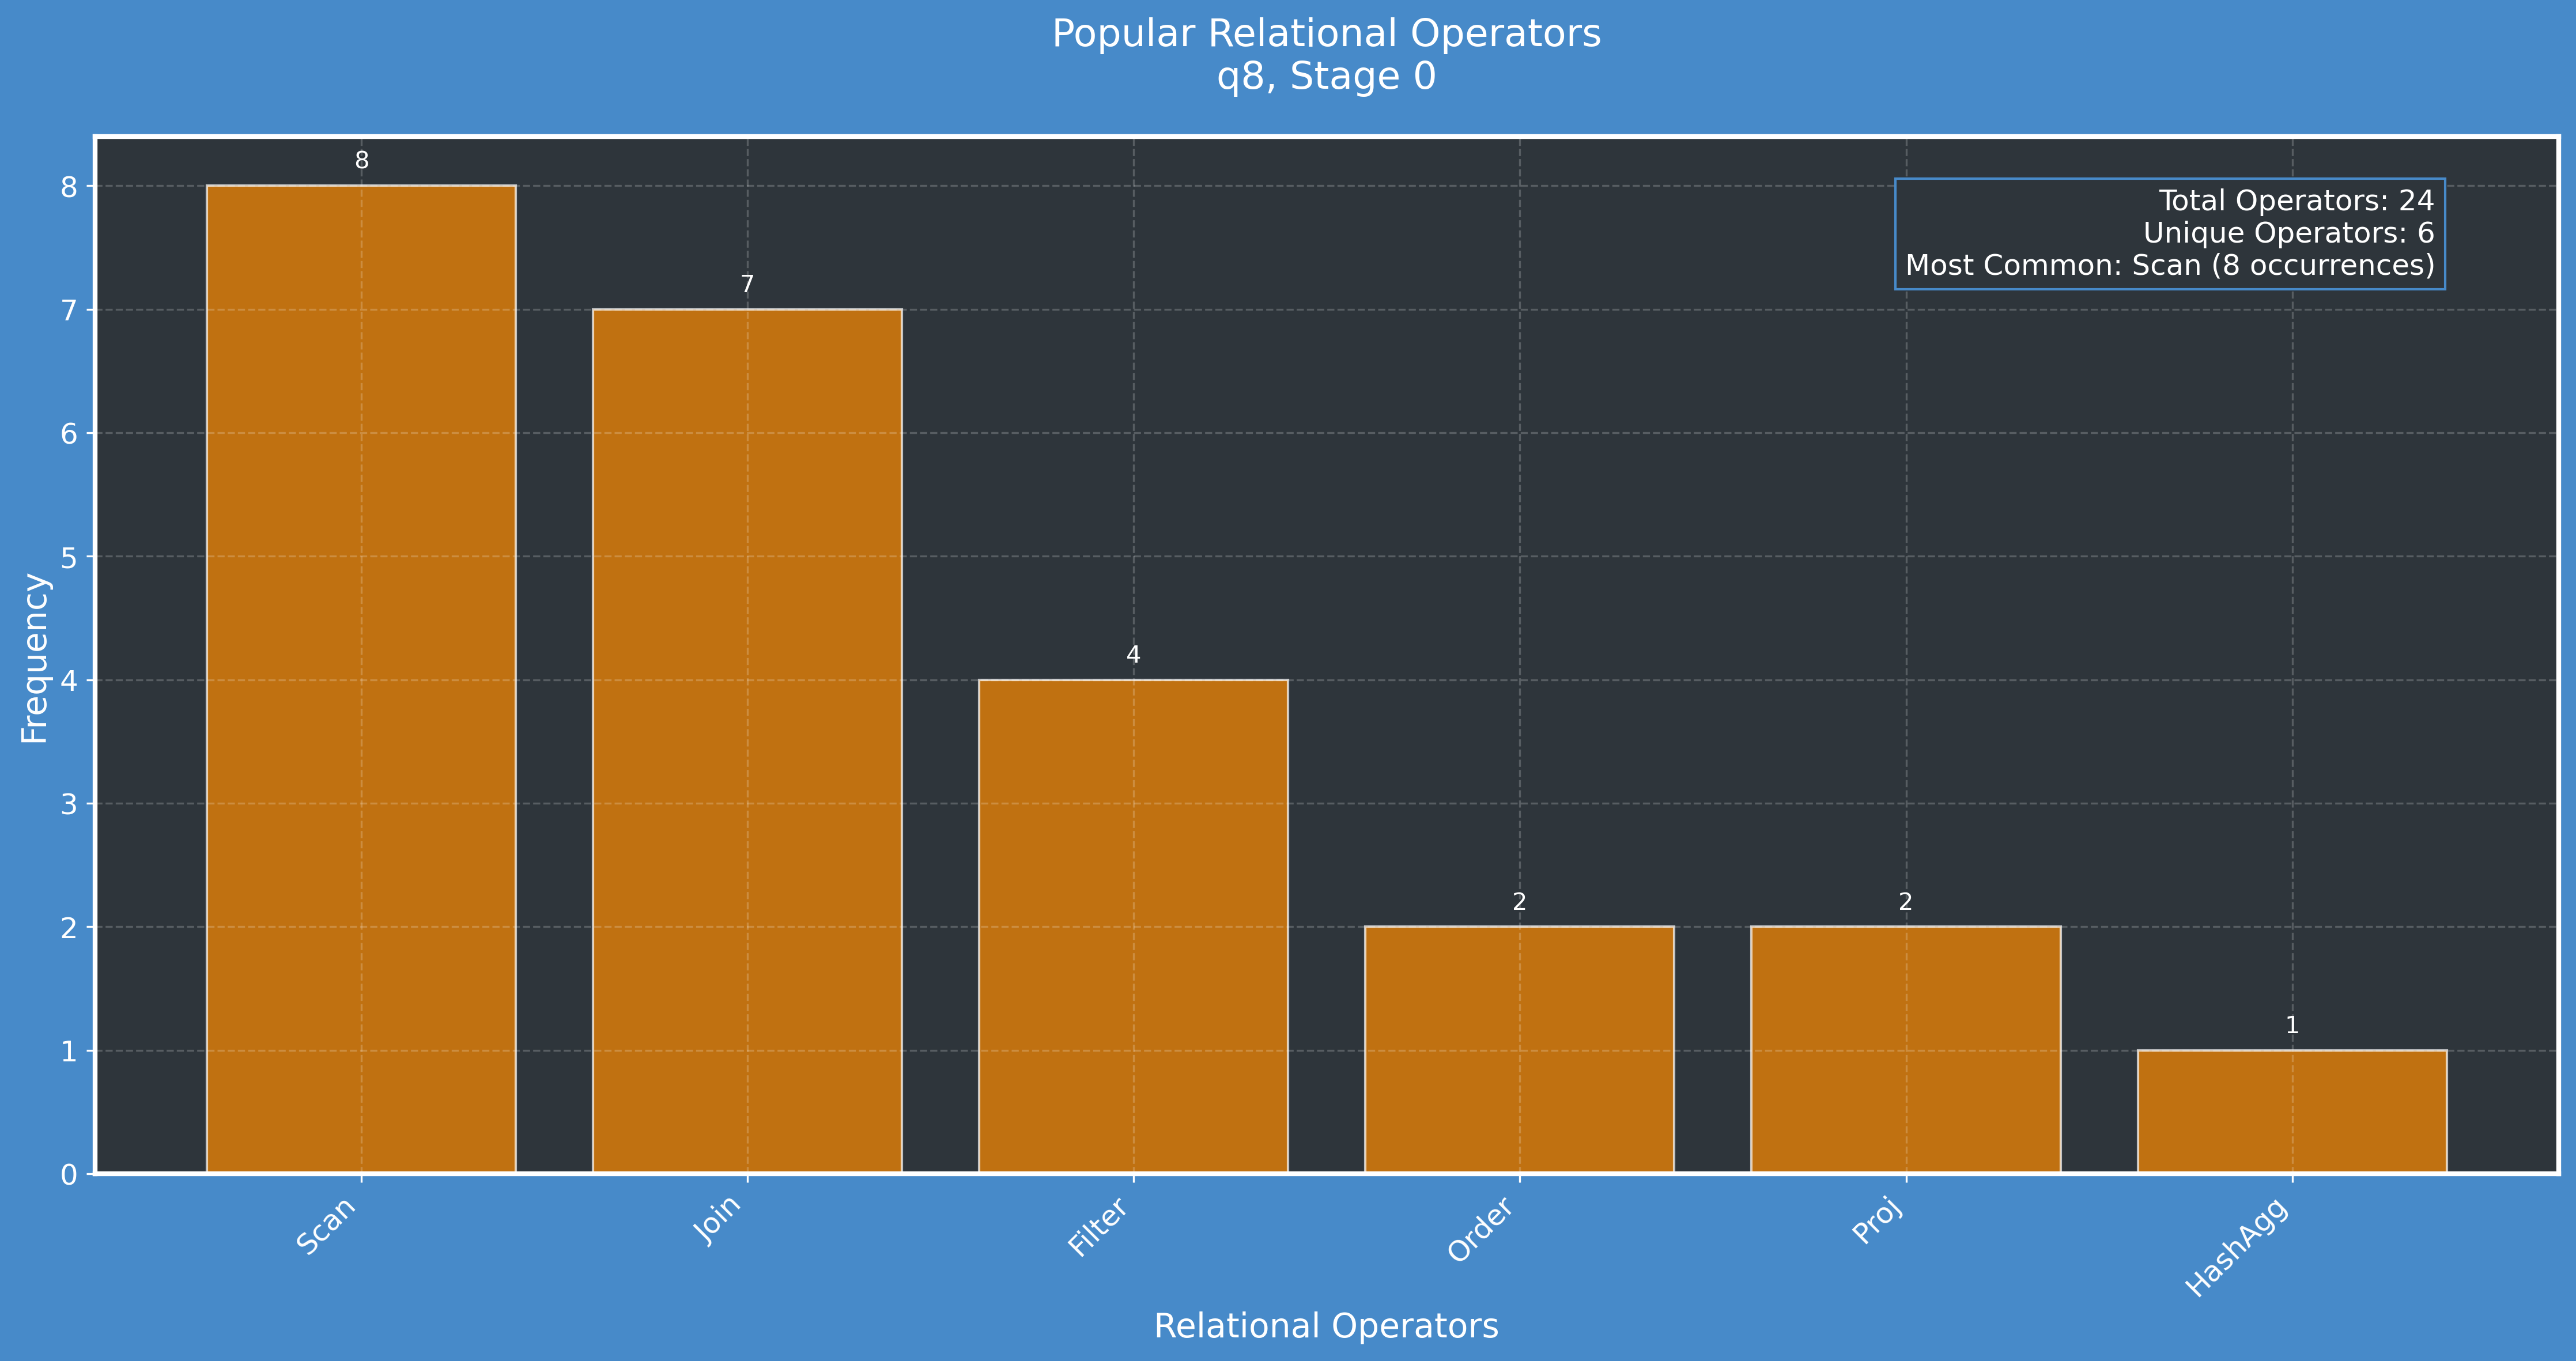 Popular Relational Operators
q8, Stage 0
8
7
4
2
2
1
Total Operators: 24
Unique Operators: 6
Most Common: Scan (8 occurrences)
Frequency
8
7
6
5
4
3
2
1
0
Scan
Join
Filter
Order
Proj
HashAgg
Relational Operators